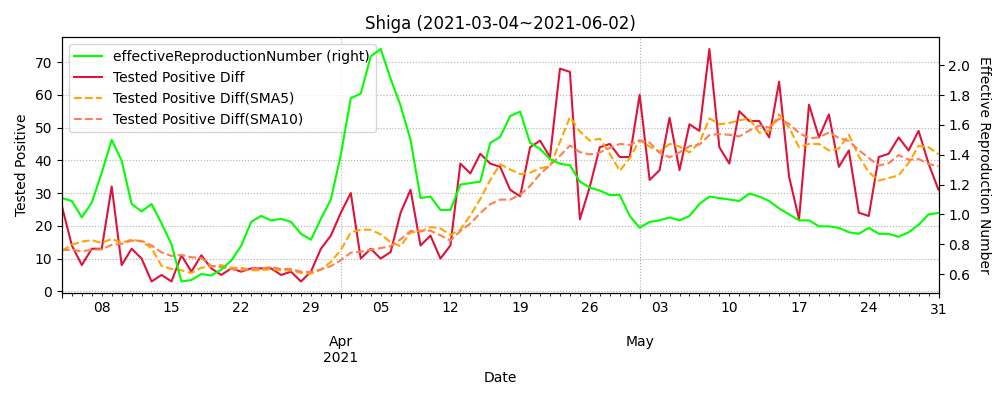 Shiga (2021-03-04~2021-06-02)
effectiveReproductionNumber (right)
Tested Positive Diff
Tested Positive Diff(SMA5)
Tested Positive Diff(SMA10)
Tested Positive
70
60
50
40
30
20
10
0
2.0
1.8
1.6
1.4
1.2
1.0
0.8
0.6
Effective Reproduction Number
08 15 22 29 05 12 19 26 03 10 17 24 31
Apr May
2021
Date